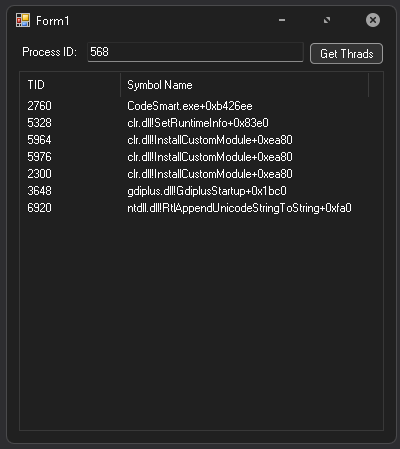 Form1
Process ID: 568 Get Thrads
TID Symbol Name
2760 CodeSmart.exe+0xb426ee
5328 clr.dll!SetRuntimeInfo+0x83e0
5964 clr.dll!InstallCustomModule+0xea80
5976 clr.dll!InstallCustomModule+0xea80
2300 clr.dll!InstallCustomModule+0xea80
3648 gdiplus.dll!GdiplusStartup+0x1bc0
6920 ntdll.dll!RtlAppendUnicodeStringToString+0xfa0